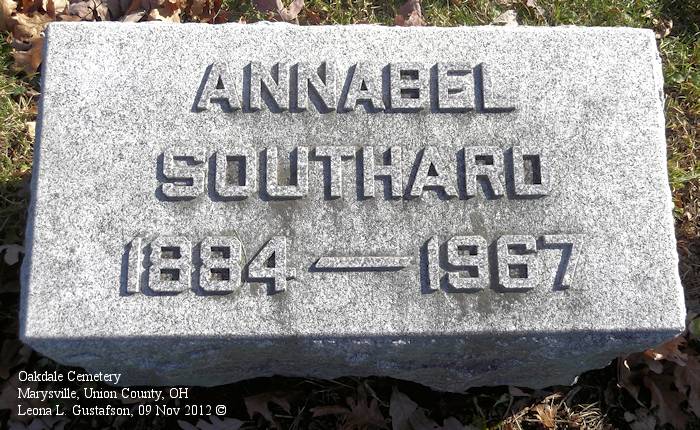 ANNABEL
SOUTHARD
1884 — 1967
Oakdale Cemetery
Marysville, Union County, OH
Leona L. Gustafson, 09 Nov 2012 ©